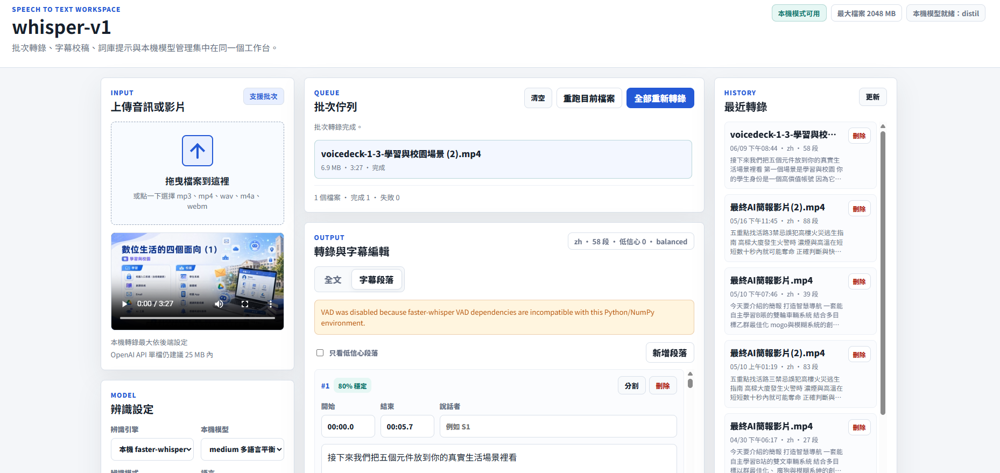 SPEECH TO TEXT WORKSPACE
whisper-v1
批次轉錄、字幕校稿、詞庫提示與本機模型管理集中在同一個工作台。
本機模式可用
最大檔案 2048 MB
本機模型就緒：distil
INPUT
上傳音訊或影片
支援批次
拖曳檔案到這裡
或點一下選擇 mp3、mp4、wav、m4a、
webm
數位生活的四個面向 (1)
學習與校園
學習
校園
Email
校園 App
0:00 / 3:27
本機轉錄最大依後端設定
OpenAI API 單檔仍建議 25 MB 內
MODEL
辨識設定
辨識引擎
本機模型
本機 faster-whisper
medium 多語言平衡
辨識模式
語言
QUEUE
批次佇列
清空
重跑目前檔案
全部重新轉錄
批次轉錄完成。
voicedeck-1-3-學習與校園場景 (2).mp4
6.9 MB • 3:27 • 完成
1 個檔案 • 完成 1 • 失敗 0
OUTPUT
轉錄與字幕編輯
zh • 58 段 • 低信心 0 • balanced
全文
字幕段落
VAD was disabled because faster-whisper VAD dependencies are incompatible with this Python/NumPy
environment.
只看低信心段落
新增段落
#1
80% 穩定
分割
刪除
開始
結束
說話者
00:00.0
00:05.7
例如 S1
接下來我們把五個元件放到你的真實生活場景裡看
HISTORY
最近轉錄
更新
voicedeck-1-3-學習與校…
刪除
06/09 下午08:44 • zh • 58 段
接下來我們把五個元件放到你的真實生
活場景裡看 第一個場景是學習與校園 你
的學生身份是一個高價值帳號 因為它…
最終AI簡報影片(2).mp4
刪除
05/16 下午11:45 • zh • 88 段
五重點找活路3禁忌誤犯高樓火災逃生指
南 高樑大廈發生火警時 濃煙與高溫在短
短數十秒內就可能奪命 正確判斷與快…
最終AI簡報影片.mp4
刪除
05/10 下午07:46 • zh • 39 段
今天要介紹的簡報 打造智慧導航 一套能
自主學習B賬的雙輪車輛系統 結合多目
標乙群最佳化 mogo與模糊系統的創…
最終AI簡報影片(2).mp4
刪除
05/10 上午01:19 • zh • 83 段
五重點找活路三禁忌誤犯高樓火災逃生
指南 高樑大廈發生火警時 濃煙與高溫在
短短數十秒內就可能奪命 正確判斷與…
最終AI簡報影片.mp4
刪除
04/30 下午06:17 • zh • 27 段
今天要介紹的簡報 打造智慧導航 一套能
自主學習B站的雙文車輛系統 結合多目
標以群最佳化、 魔狗與模糊系紳的創…